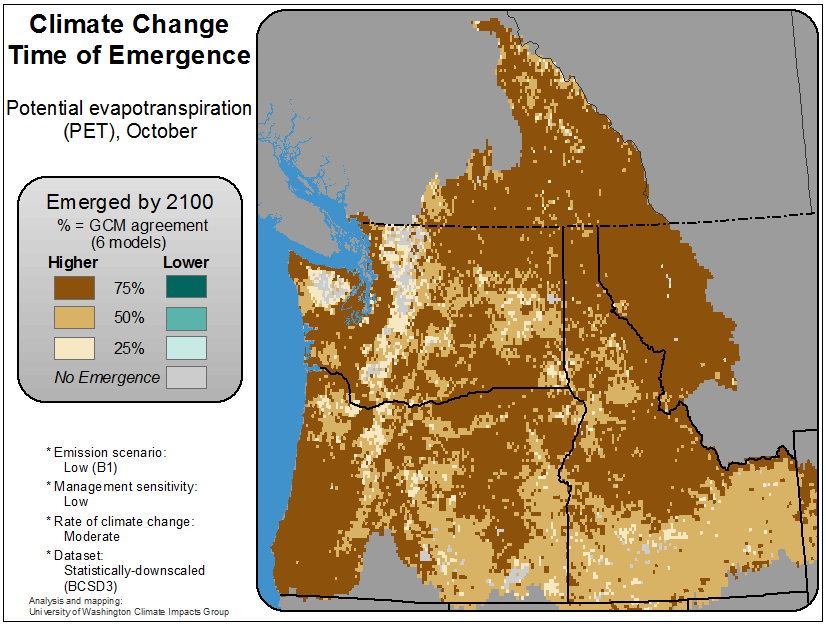 Climate Change
Time of Emergence
Potential evapotranspiration
(PET), October
Emerged by 2100
% = GCM agreement
(6 models)
Higher Lower
75%
50%
25%
No Emergence
* Emission scenario:
Low (B1)
* Management sensitivity:
Low
* Rate of climate change:
Moderate
* Dataset:
Statistically-downscaled
(BCSD3)
Analysis and mapping:
University of Washington Climate Impacts Group